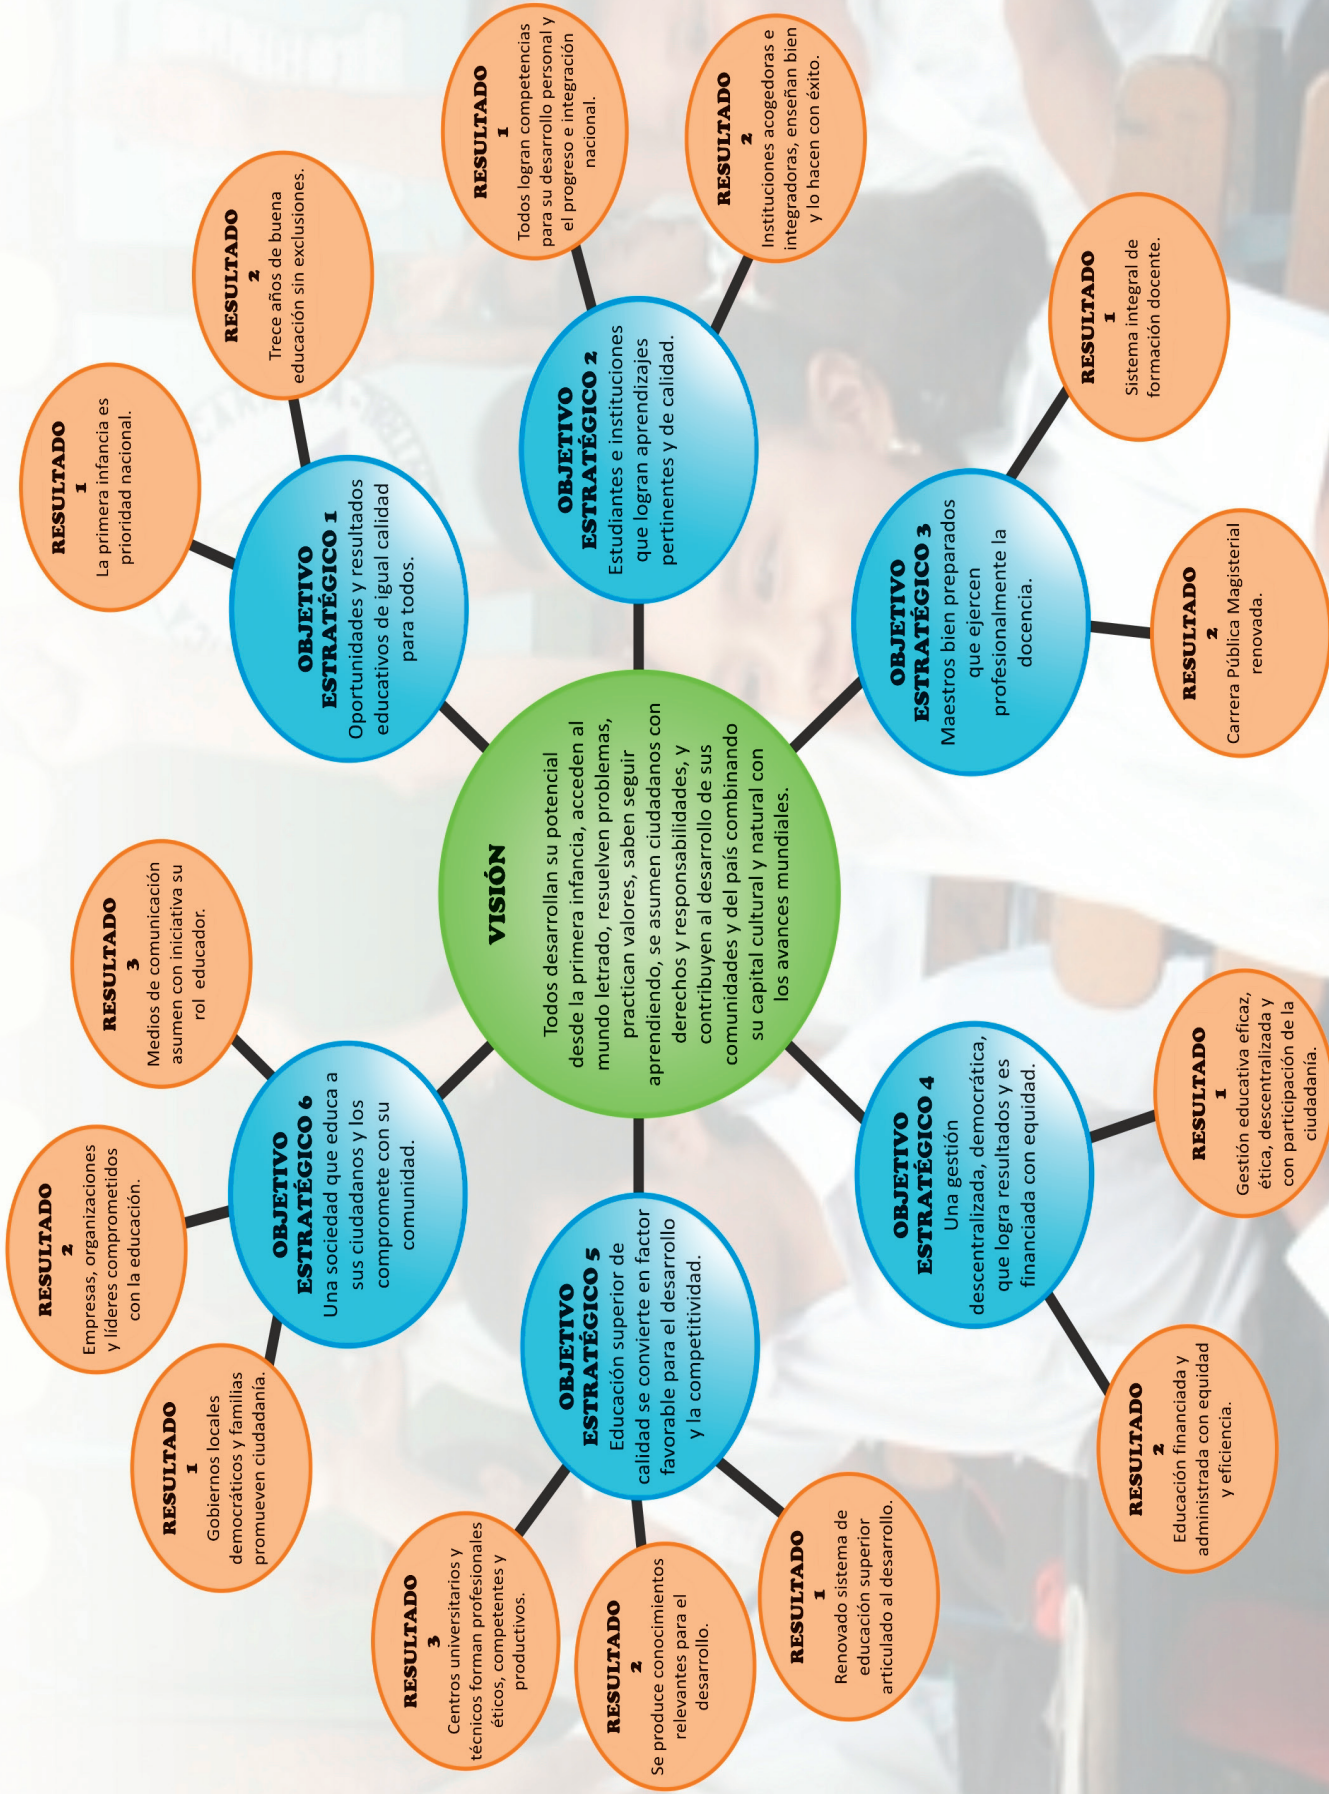 VISIÓN
Todos desarrollan su potencial
desde la primera infancia, acceden al
mundo letrado, resuelven problemas,
practican valores, saben seguir
aprendiendo, se asumen ciudadanos con
derechos y responsabilidades, y
contribuyen al desarrollo de sus
comunidades y del país combinando
su capital cultural y natural con
los avances mundiales.
OBJETIVO
ESTRATÉGICO 1
Oportunidades y resultados
educativos de igual calidad
para todos.
RESULTADO
1
La primera infancia es
prioridad nacional.
RESULTADO
2
Trece años de buena
educación sin exclusiones.
OBJETIVO
ESTRATÉGICO 2
Estudiantes e instituciones
que logran aprendizajes
pertinentes y de calidad.
RESULTADO
1
Todos logran competencias
para su desarrollo personal y
el progreso e integración
nacional.
RESULTADO
2
Instituciones acogedoras e
integradoras, enseñan bien
y lo hacen con éxito.
OBJETIVO
ESTRATÉGICO 3
Maestros bien preparados
que ejercen
profesionalmente la
docencia.
RESULTADO
1
Sistema integral de
formación docente.
RESULTADO
2
Carrera Pública Magisterial
renovada.
OBJETIVO
ESTRATÉGICO 4
Una gestión
descentralizada, democrática,
que logra resultados y es
financiada con equidad.
RESULTADO
1
Gestión educativa eficaz,
ética, descentralizada y
con participación de la
ciudadanía.
RESULTADO
2
Educación financiada y
administrada con equidad
y eficiencia.
OBJETIVO
ESTRATÉGICO 5
Educación superior de
calidad se convierte en factor
favorable para el desarrollo
y la competitividad.
RESULTADO
1
Renovado sistema de
educación superior
articulado al desarrollo.
RESULTADO
2
Se produce conocimientos
relevantes para el
desarrollo.
RESULTADO
3
Centros universitarios y
técnicos forman profesionales
éticos, competentes y
productivos.
OBJETIVO
ESTRATÉGICO 6
Una sociedad que educa a
sus ciudadanos y los
compromete con su
comunidad.
RESULTADO
1
Gobiernos locales
democráticos y familias
promueven ciudadanía.
RESULTADO
2
Empresas, organizaciones
y líderes comprometidos
con la educación.
RESULTADO
3
Medios de comunicación
asumen con iniciativa su
rol educador.